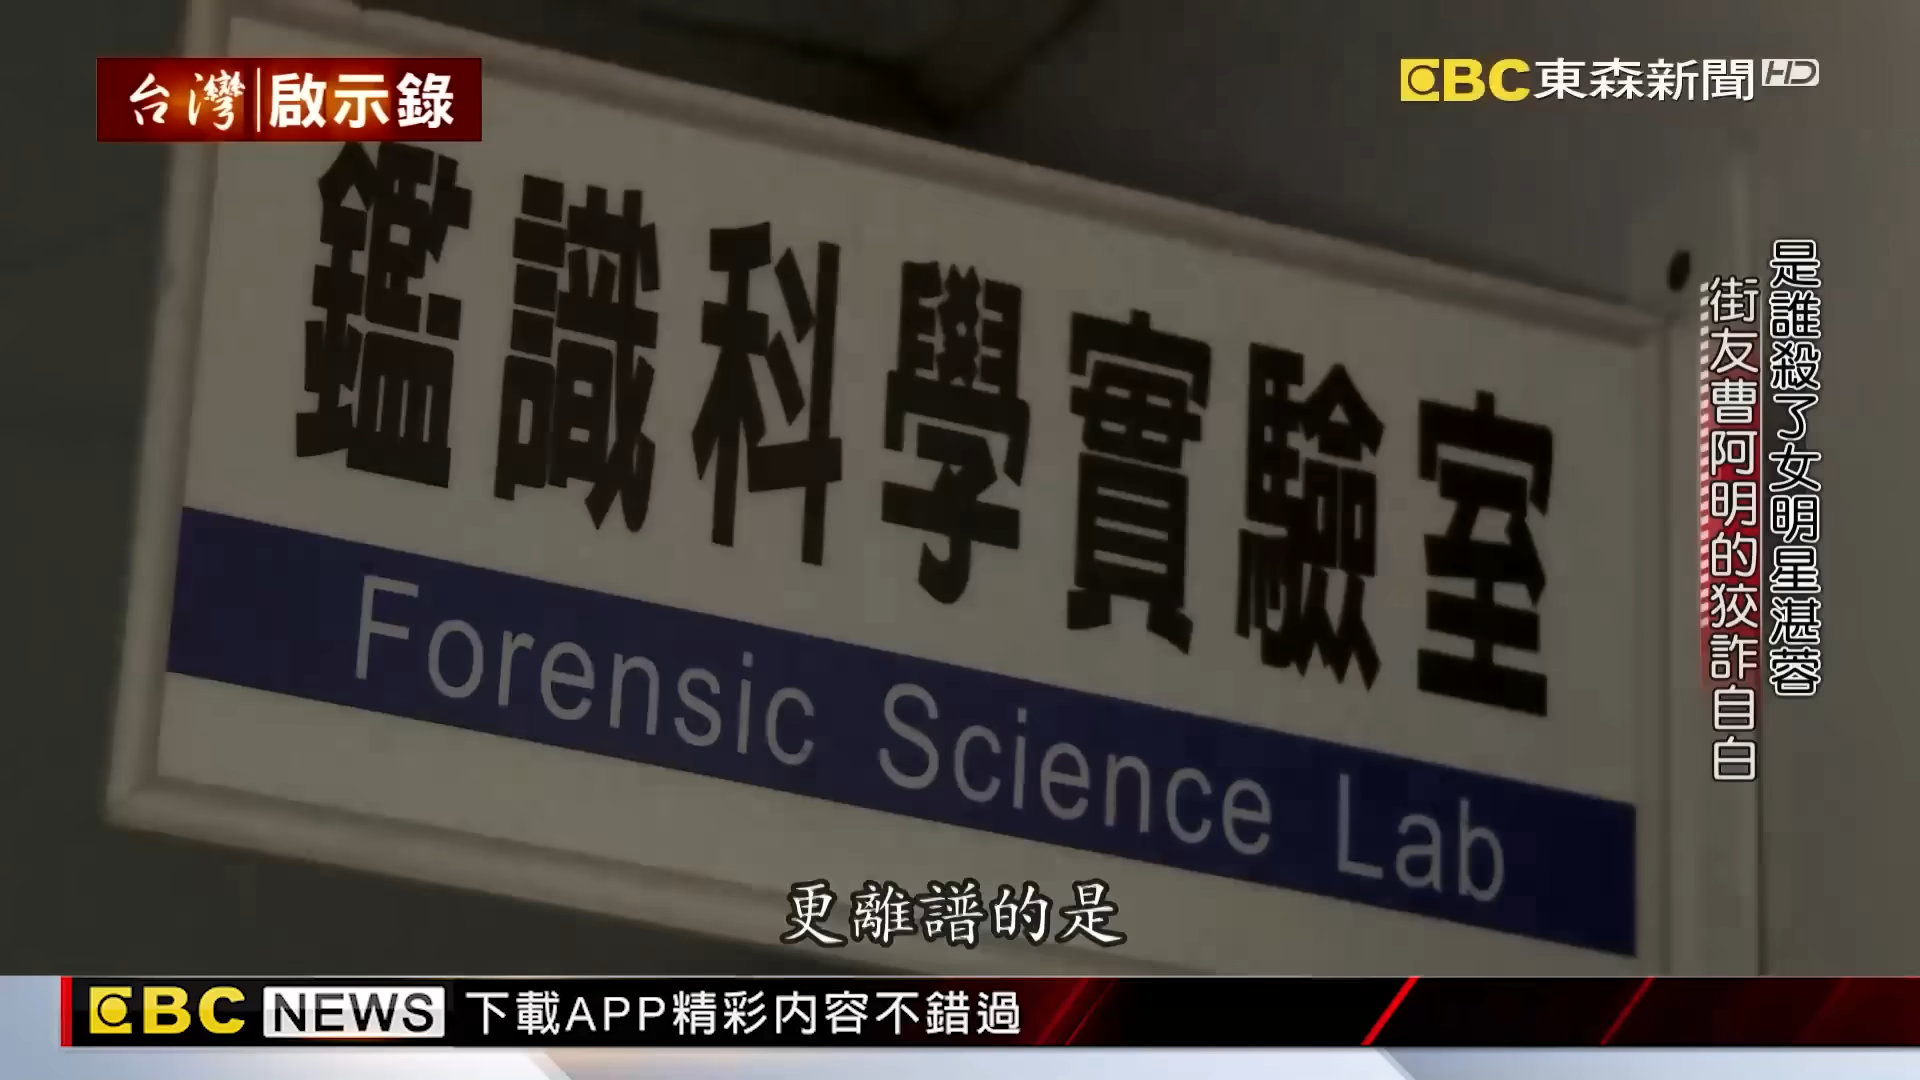 台灣啟示錄
EBC東森新聞HD
鑑識科學實驗室
Forensic Science Lab
是誰殺了女明星湛蓉
街友曹阿明的狡詐自白
更離譜的是
EBC NEWS 下載APP精彩內容不錯過